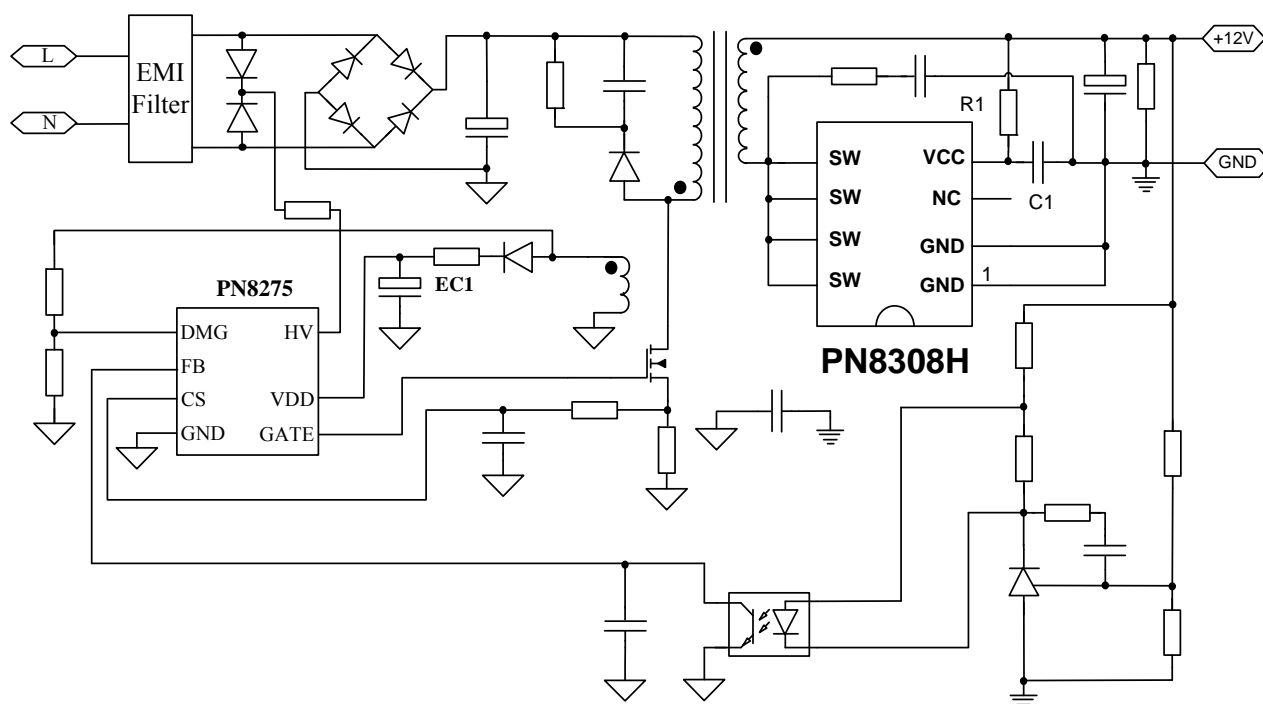 L
EMI
Filter
N
+12V
R1
SW
VCC
GND
SW
NC
C1
SW
GND
SW
GND
1
PN8308H
EC1
PN8275
DMG
HV
FB
CS
VDD
GND
GATE